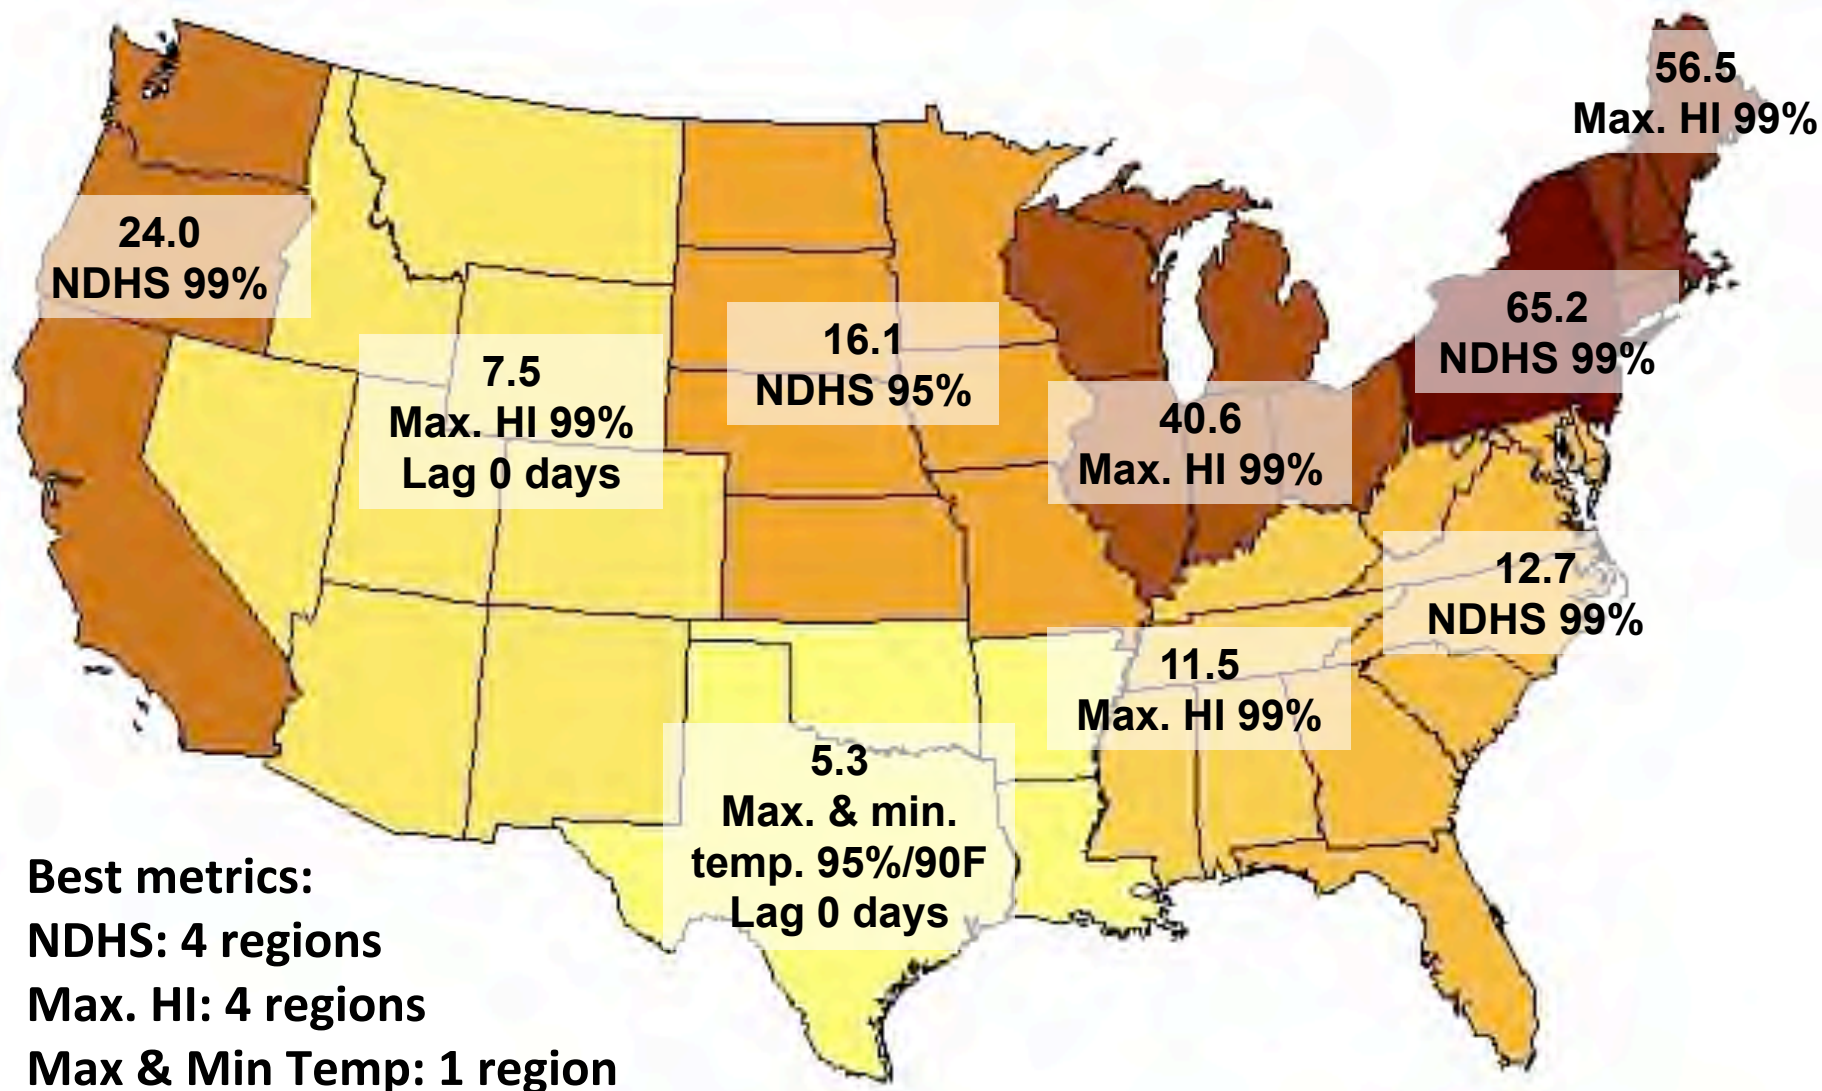 56.5
Max. HI 99%
24.0
NDHS 99%
65.2
NDHS 99%
16.1
NDHS 95%
7.5
Max. HI 99%
Lag 0 days
40.6
Max. HI 99%
12.7
NDHS 99%
11.5
Max. HI 99%
5.3
Max. & min.
temp. 95%/90F
Lag 0 days
Best metrics:
NDHS: 4 regions
Max. HI: 4 regions
Max & Min Temp: 1 region